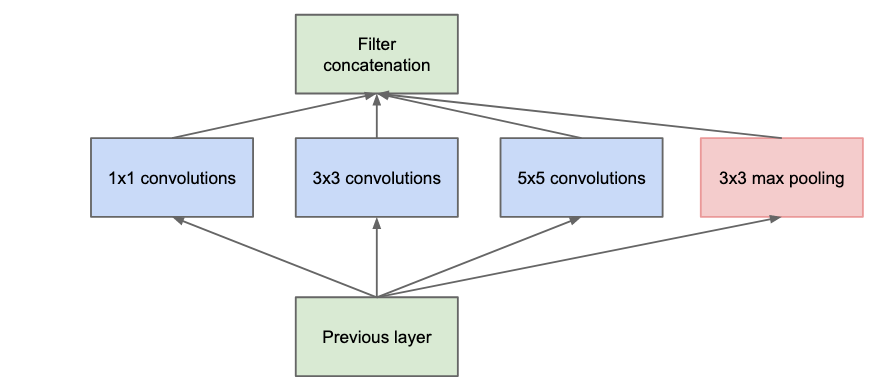 Filter
concatenation
1x1 convolutions
3x3 convolutions
5x5 convolutions
3x3 max pooling
Previous layer